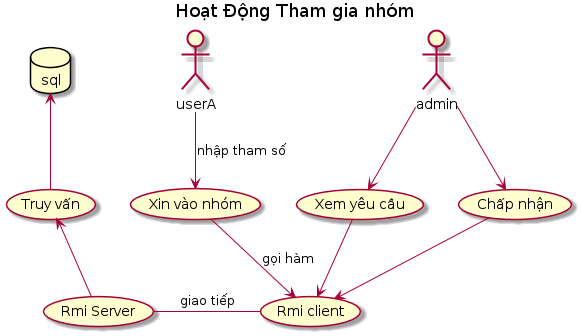 Hoạt Động Tham gia nhóm
sql
userA
admin
nhập tham số
Truy vấn
Xin vào nhóm
Xem yêu cầu
Chấp nhận
gọi hàm
giao tiếp
Rmi Server
Rmi client